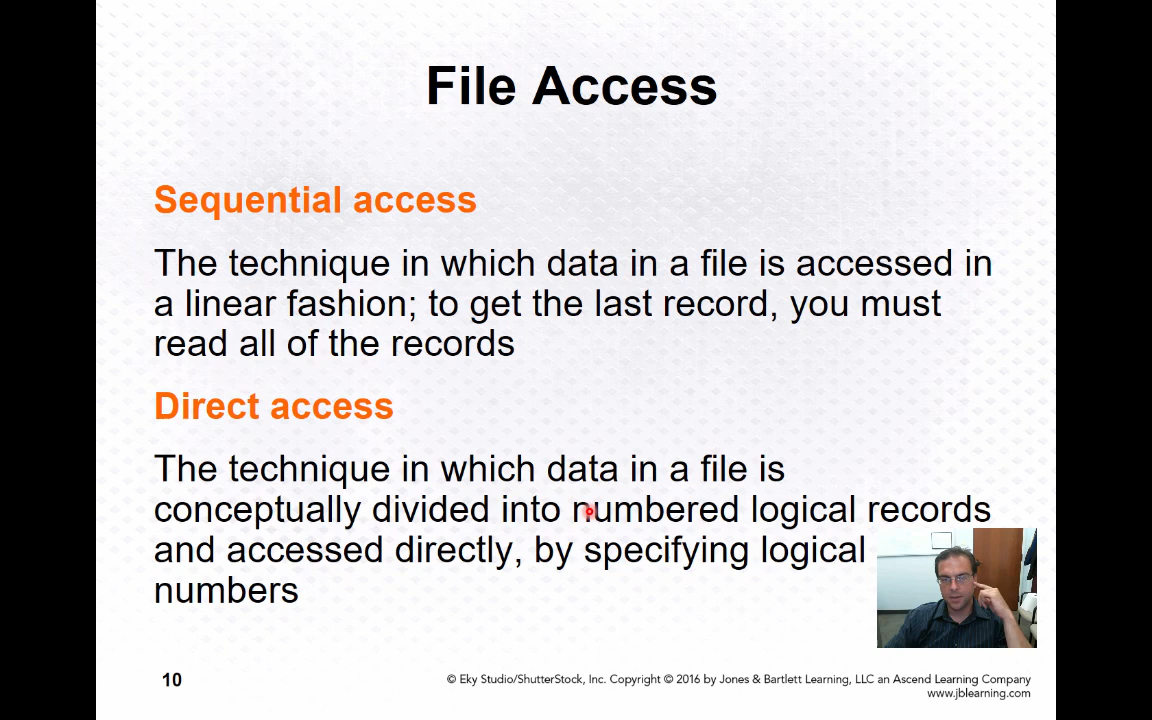 File Access
Sequential access
The technique in which data in a file is accessed in
a linear fashion; to get the last record, you must
read all of the records
Direct access
The technique in which data in a file is
conceptually divided into numbered logical records
and accessed directly, by specifying logical
numbers
10
© Eky Studio/ShutterStock, Inc. Copyright © 2016 by Jones & Bartlett Learning, LLC an Ascend Learning Company
www.jblearning.com